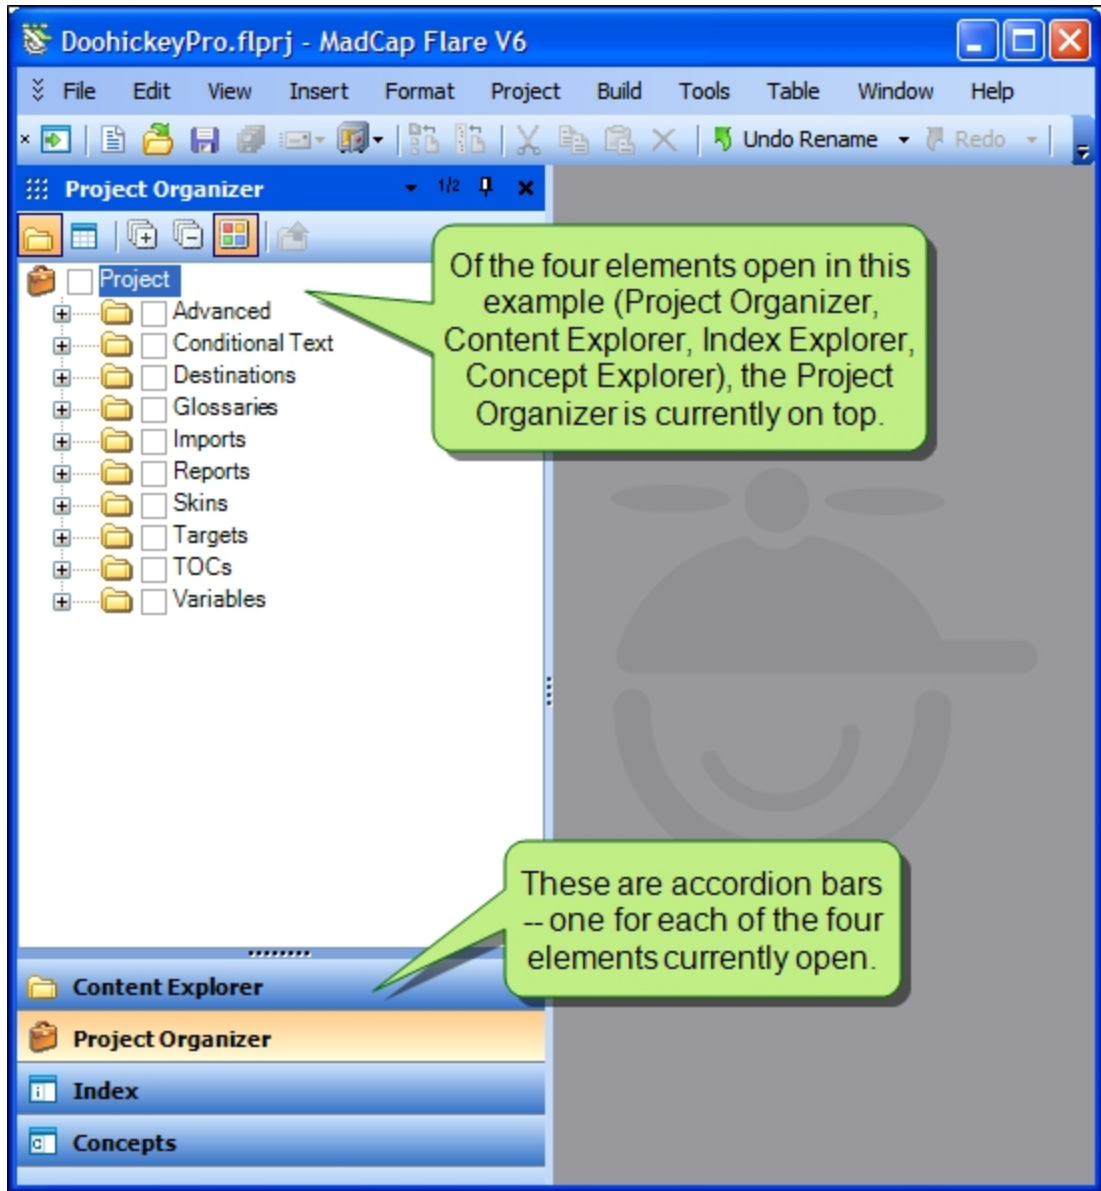 DoohickeyPro.flprj - MadCap Flare V6
File Edit View Insert Format Project Build Tools Table Window Help
Undo Rename Redo
Project Organizer 1/2
Project
Advanced
Conditional Text
Destinations
Glossaries
Imports
Reports
Skins
Targets
TOCs
Variables
Of the four elements open in this
example (Project Organizer,
Content Explorer, Index Explorer,
Concept Explorer), the Project
Organizer is currently on top.
These are accordion bars
-- one for each of the four
elements currently open.
Content Explorer
Project Organizer
Index
Concepts